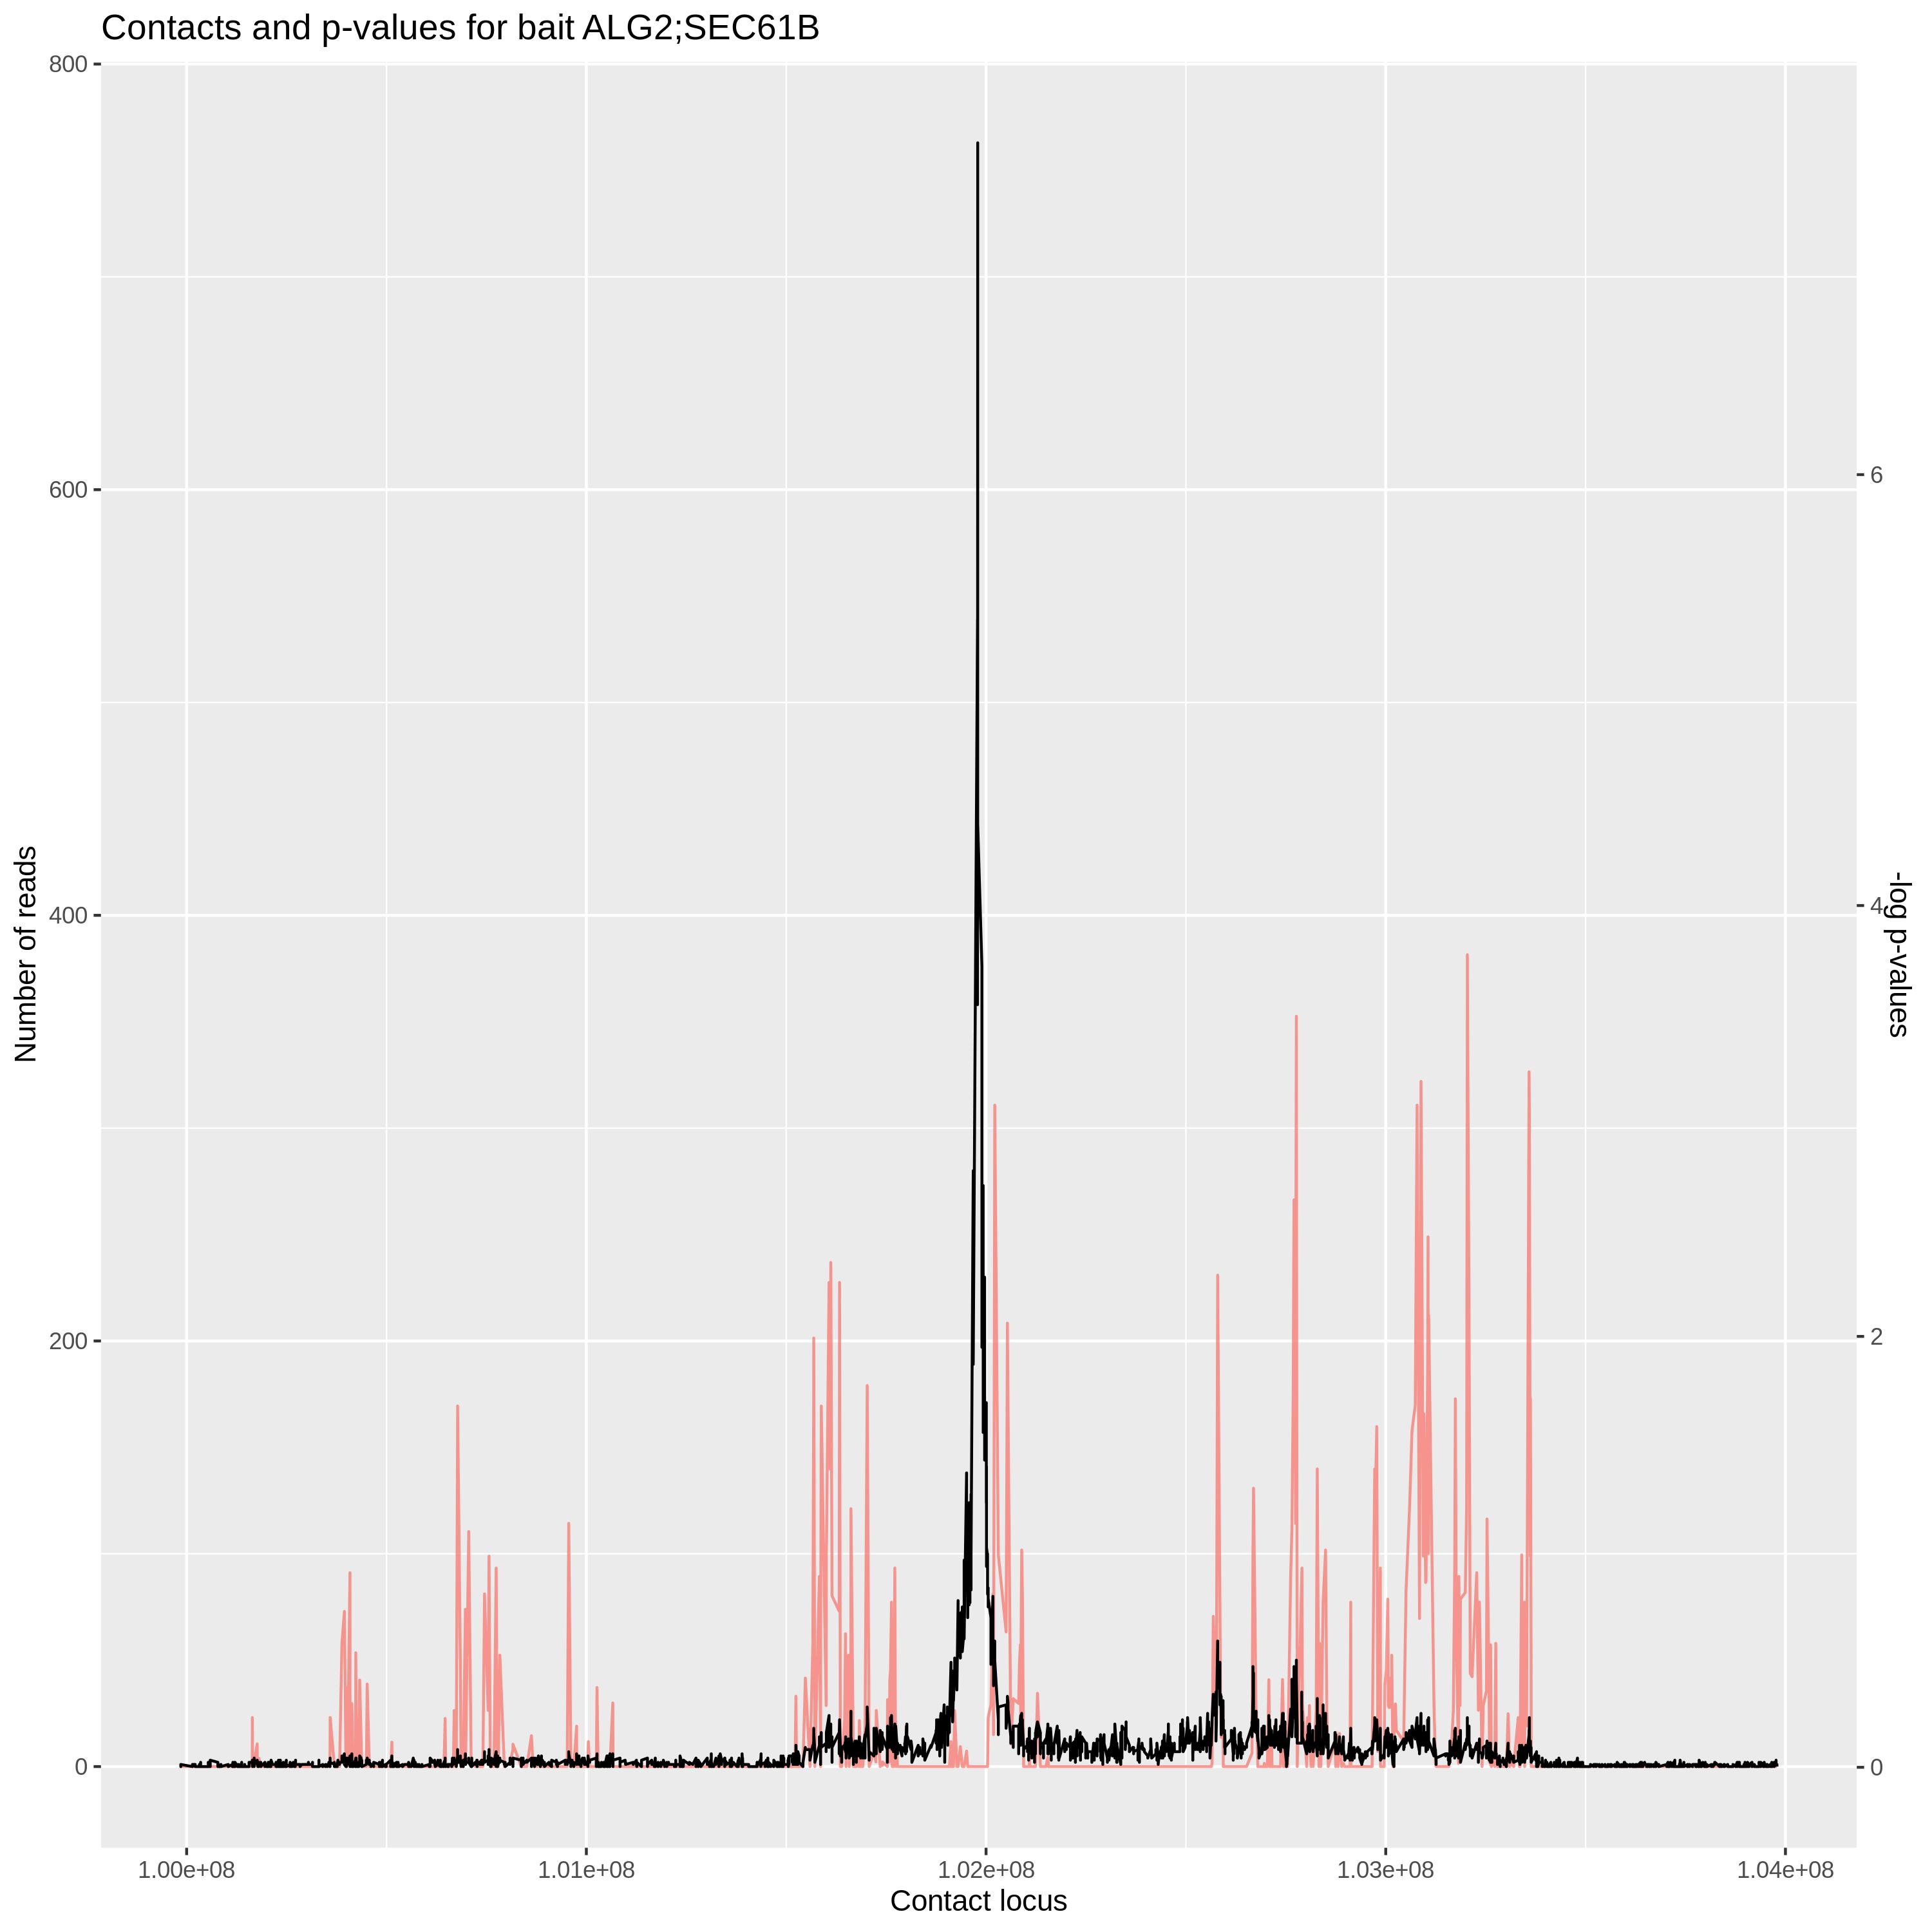 Contacts and p-values for bait ALG2;SEC61B
800
600
400
200
0
Number of reads
6
4
2
0
-log p-values
1.00e+08
1.01e+08
1.02e+08
1.03e+08
1.04e+08
Contact locus